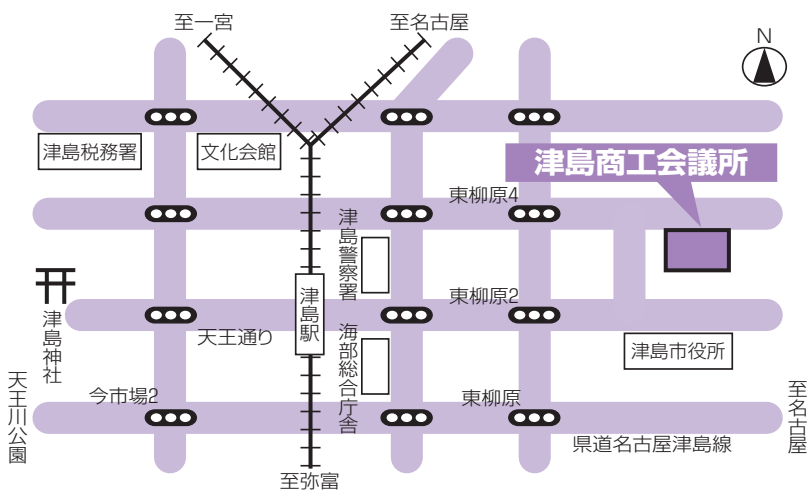 至一宮
至名古屋
N
津島税務署
文化会館
津島商工会議所
東柳原4
津島警察署
津島駅
東柳原2
津島神社
天王通り
海部総合庁舎
津島市役所
天王川公園
今市場2
東柳原
県道名古屋津島線
至名古屋
至弥富